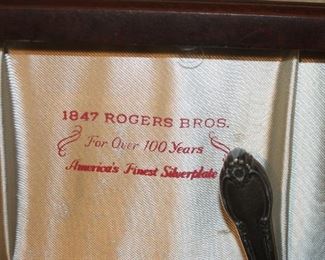 1847 ROGERS BROS.
For Over 100 Years
America's Finest Silverplate